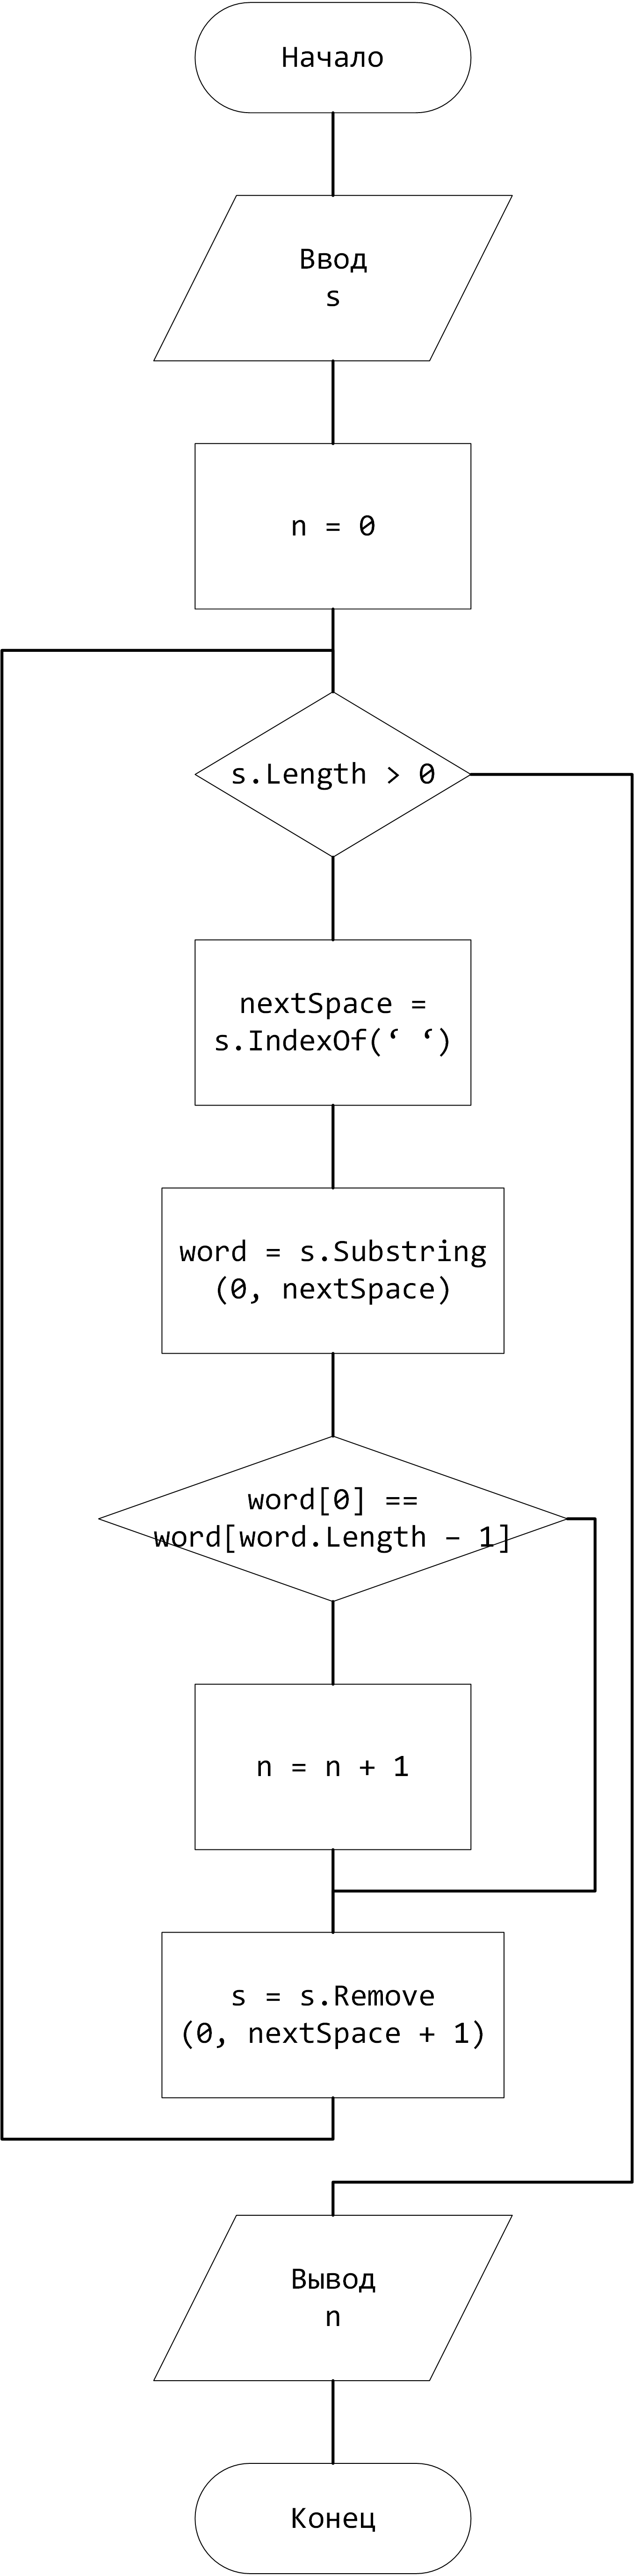 Начало
Ввод
s
n = 0
s.Length > 0
nextSpace =
s.IndexOf(‘ ‘)
word = s.Substring
(0, nextSpace)
word[0] ==
word[word.Length – 1]
n = n + 1
s = s.Remove
(0, nextSpace + 1)
Вывод
n
Конец